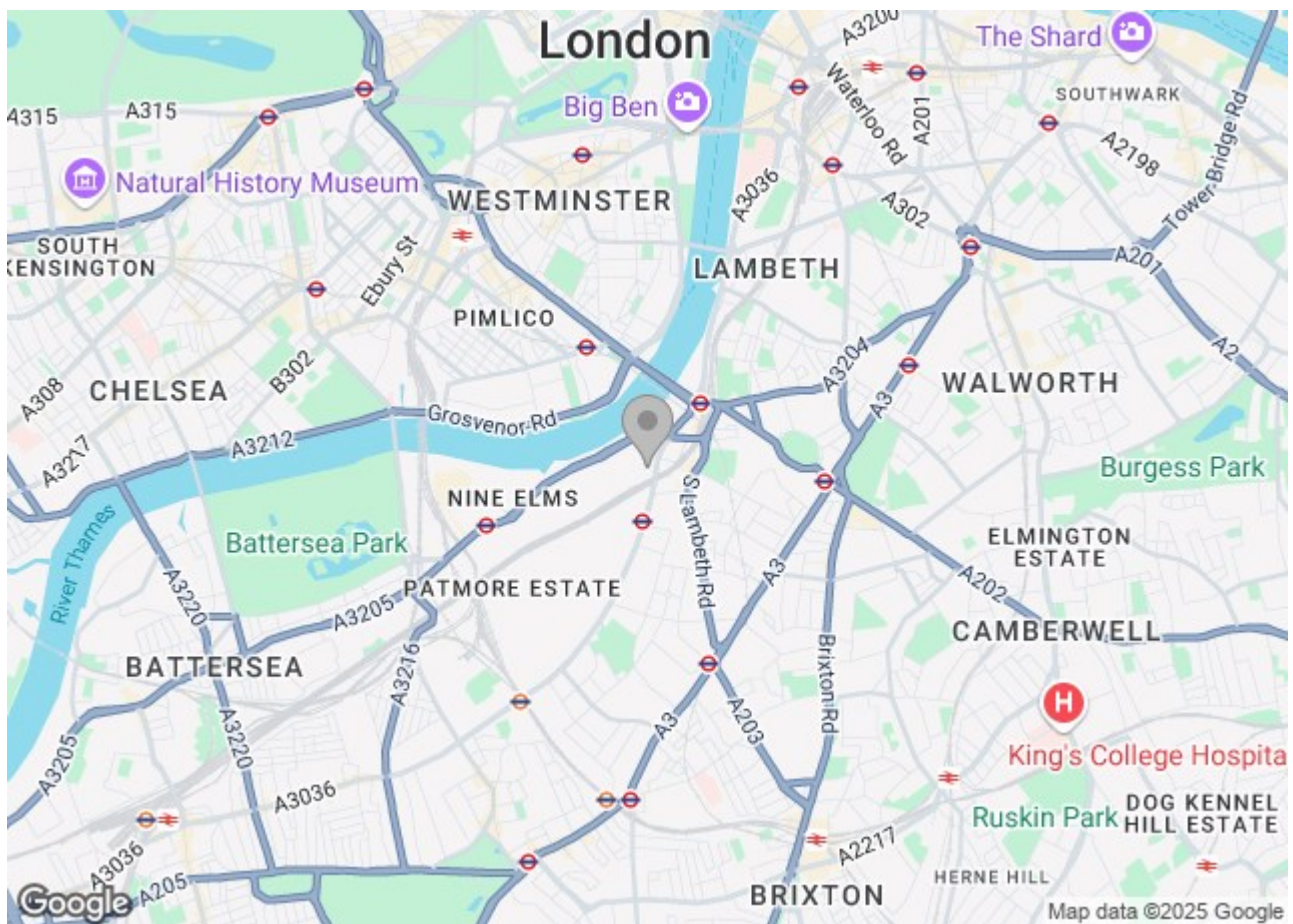 London
A3200
The Shard
Big Ben
Waterloo Rd
A201
SOUTHWARK
A315
A315
A2198
Tower Bridge Rd
Natural History Museum
A3036
WESTMINSTER
A302
SOUTH
KENSINGTON
Ebury St
LAMBETH
A201
PIMLICO
A2
B302
A3204
A308
CHELSEA
WALWORTH
A3
Grosvenor Rd
A3217
A3212
Burgess Park
NINE ELMS
S Lambeth Rd
River Thames
Battersea Park
ELMINGTON
ESTATE
A3
A202
PATMORE ESTATE
A3220
A3205
CAMBERWELL
BATTERSEA
A3216
Brixton Rd
H
A203
A3
A3220
King's College Hospita
A3205
A3036
Ruskin Park
DOG KENNEL
HILL ESTATE
A2217
A3036
HERNE HILL
A205
BRIXTON
Google
Map data ©2025 Google